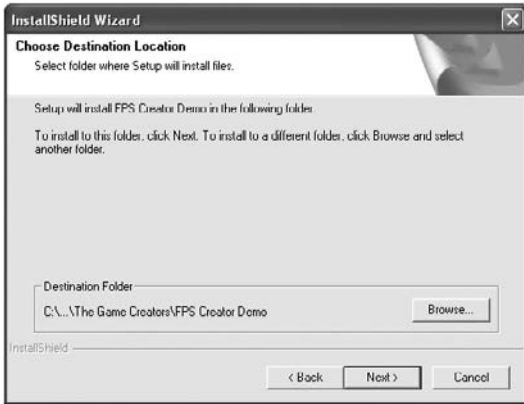 InstallShield Wizard
Choose Destination Location
Select folder where Setup will install files.
Setup will install FPS Creator Demo in the following folder.
To install to this folder, click Next. To install to a different folder, click Browse and select
another folder.
Destination Folder
C:\...\The Game Creators\FPS Creator Demo
Browse...
InstallShield
< Back
Next >
Cancel